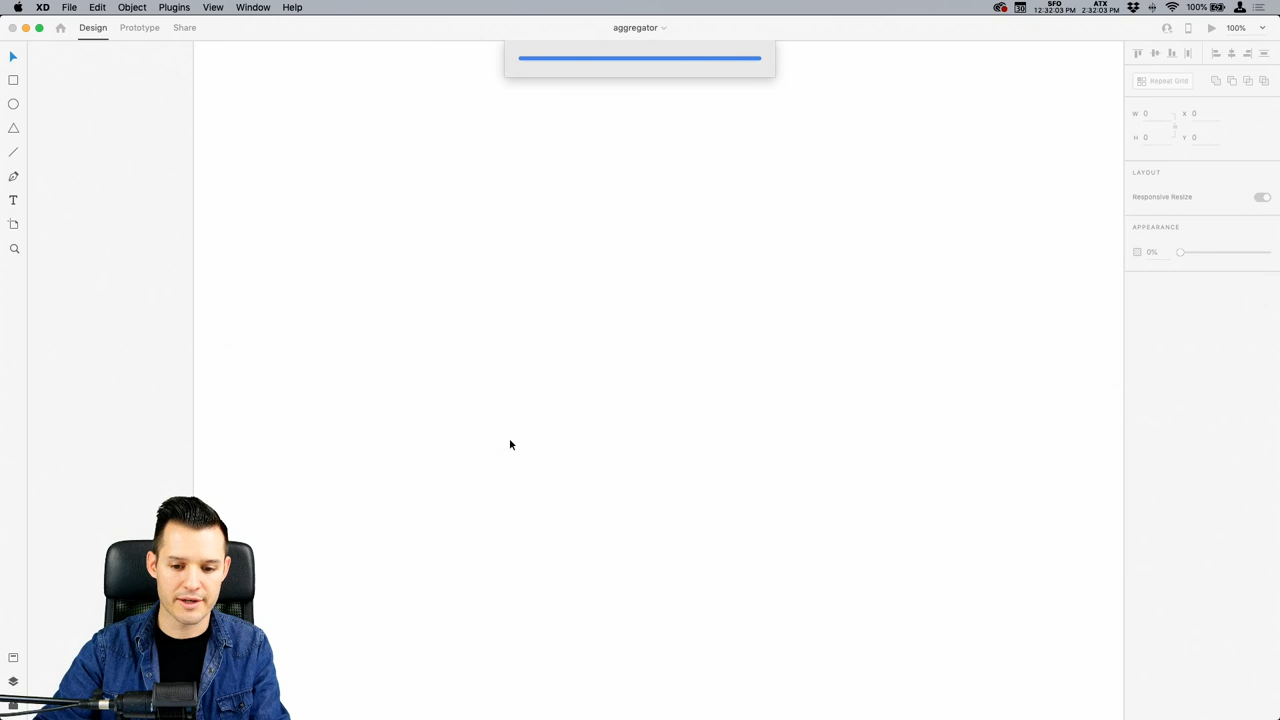 XD File Edit Object Plugins View Window Help
SFO 12:32:03 PM ATX 2:32:03 PM 100%
Design Prototype Share aggregator 100%
Repeat Grid
W 0 X 0
H 0 Y 0
LAYOUT
Responsive Resize
APPEARANCE
0%
T